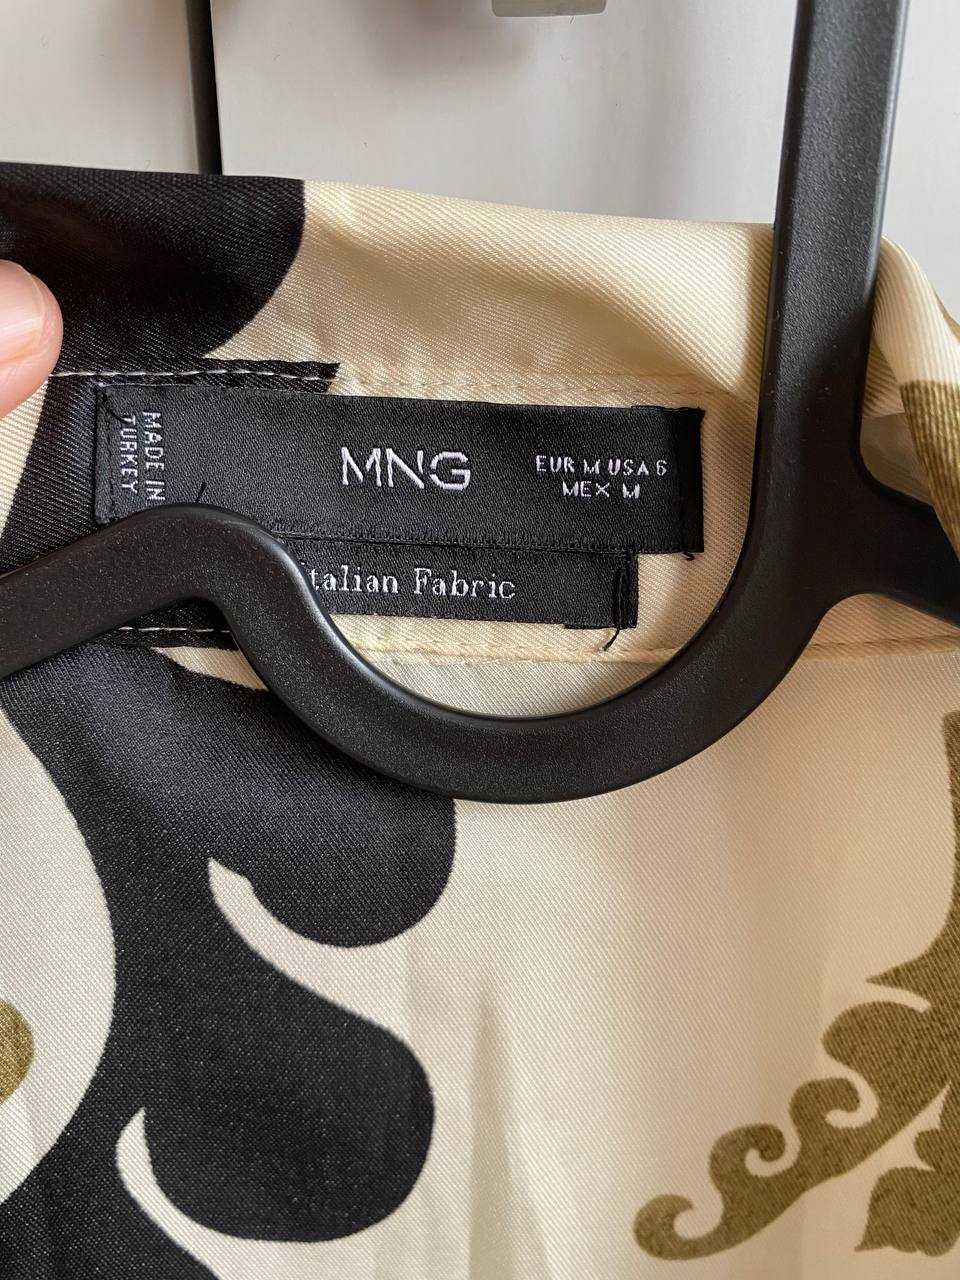 MADE IN
TURKEY
MNG
EUR M USA 6
MEX M
Italian Fabric